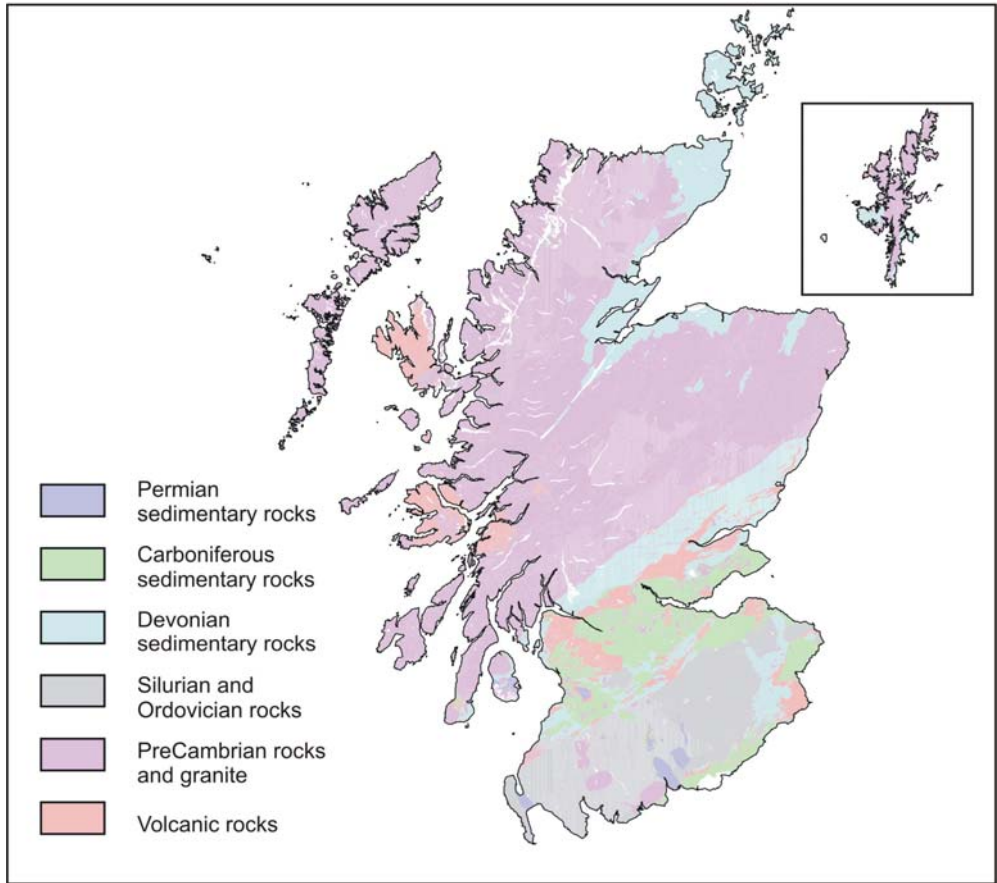 Permian
sedimentary rocks
Carboniferous
sedimentary rocks
Devonian
sedimentary rocks
Silurian and
Ordovician rocks
PreCambrian rocks
and granite
Volcanic rocks